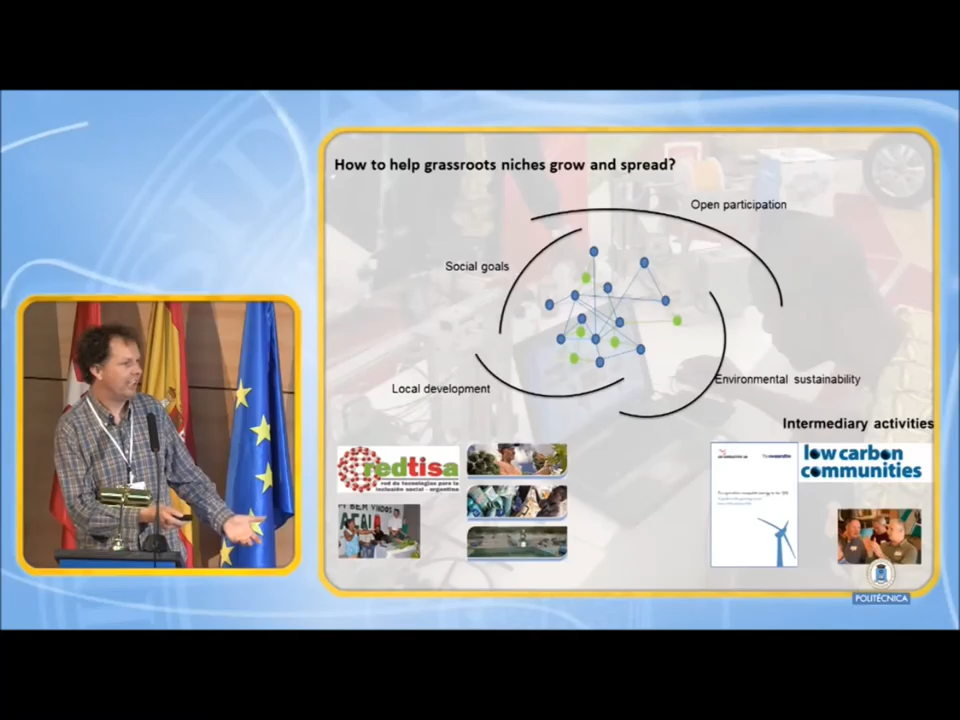 How to help grassroots niches grow and spread?
Open participation
Social goals
Local development
Environmental sustainability
Intermediary activities
redtisa
red de tecnologías para la
inclusión social - argentina
low carbon
communities
POLITÉCNICA